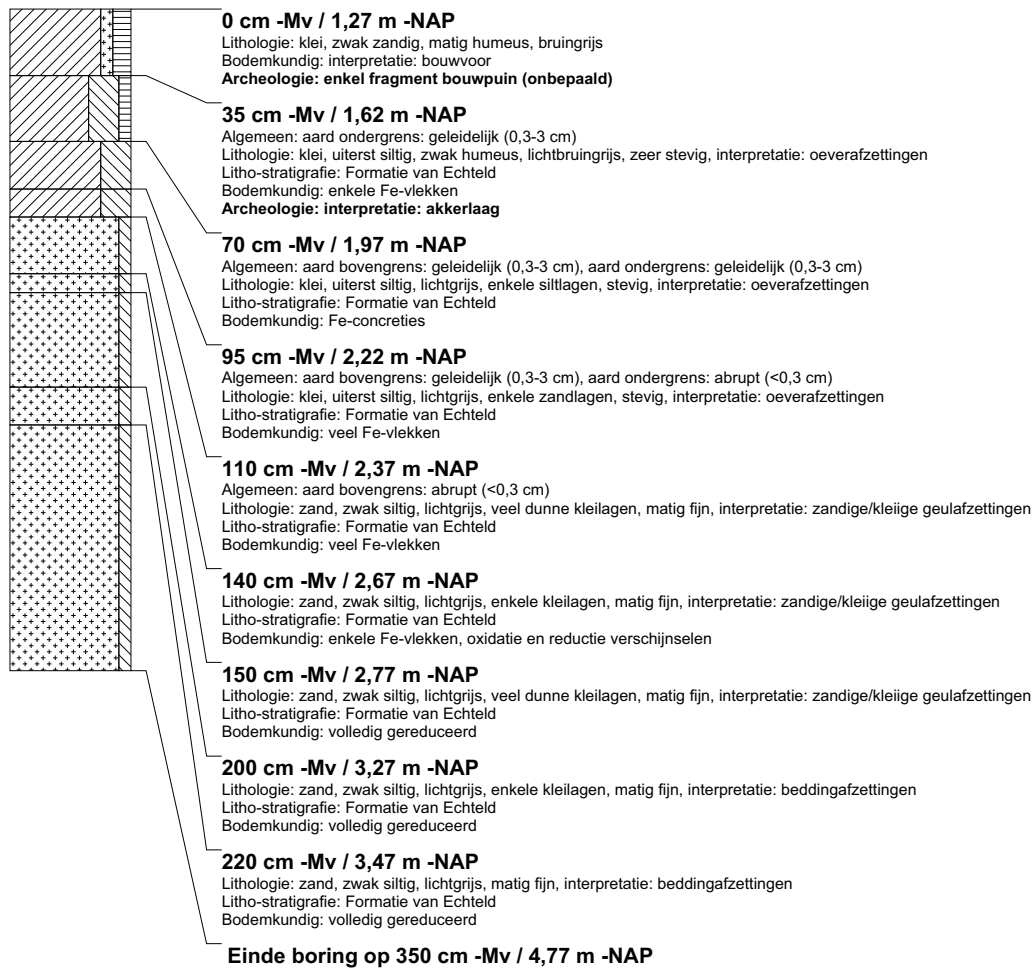 0 cm -Mv / 1,27 m -NAP
Lithologie: klei, zwak zandig, matig humeus, bruingrijs
Bodemkundig: interpretatie: bouwvoor
Archeologie: enkel fragment bouwpuin (onbepaald)
35 cm -Mv / 1,62 m -NAP
Algemeen: aard ondergrens: geleidelijk (0,3-3 cm)
Lithologie: klei, uiterst siltig, zwak humeus, lichtbruingrijs, zeer stevig, interpretatie: oeverafzettingen
Litho-stratigrafie: Formatie van Echteld
Bodemkundig: enkele Fe-vlekken
Archeologie: interpretatie: akkerlaag
70 cm -Mv / 1,97 m -NAP
Algemeen: aard bovengrens: geleidelijk (0,3-3 cm), aard ondergrens: geleidelijk (0,3-3 cm)
Lithologie: klei, uiterst siltig, lichtgrijs, enkele siltlagen, stevig, interpretatie: oeverafzettingen
Litho-stratigrafie: Formatie van Echteld
Bodemkundig: Fe-concreties
95 cm -Mv / 2,22 m -NAP
Algemeen: aard bovengrens: geleidelijk (0,3-3 cm), aard ondergrens: abrupt (<0,3 cm)
Lithologie: klei, uiterst siltig, lichtgrijs, enkele zandlagen, stevig, interpretatie: oeverafzettingen
Litho-stratigrafie: Formatie van Echteld
Bodemkundig: veel Fe-vlekken
110 cm -Mv / 2,37 m -NAP
Algemeen: aard bovengrens: abrupt (<0,3 cm)
Lithologie: zand, zwak siltig, lichtgrijs, veel dunne kleilagen, matig fijn, interpretatie: zandige/kleiige geulafzettingen
Litho-stratigrafie: Formatie van Echteld
Bodemkundig: veel Fe-vlekken
140 cm -Mv / 2,67 m -NAP
Lithologie: zand, zwak siltig, lichtgrijs, enkele kleilagen, matig fijn, interpretatie: zandige/kleiige geulafzettingen
Litho-stratigrafie: Formatie van Echteld
Bodemkundig: enkele Fe-vlekken, oxidatie en reductie verschijnselen
150 cm -Mv / 2,77 m -NAP
Lithologie: zand, zwak siltig, lichtgrijs, veel dunne kleilagen, matig fijn, interpretatie: zandige/kleiige geulafzettingen
Litho-stratigrafie: Formatie van Echteld
Bodemkundig: volledig gereduceerd
200 cm -Mv / 3,27 m -NAP
Lithologie: zand, zwak siltig, lichtgrijs, enkele kleilagen, matig fijn, interpretatie: beddingafzettingen
Litho-stratigrafie: Formatie van Echteld
Bodemkundig: volledig gereduceerd
220 cm -Mv / 3,47 m -NAP
Lithologie: zand, zwak siltig, lichtgrijs, matig fijn, interpretatie: beddingafzettingen
Litho-stratigrafie: Formatie van Echteld
Bodemkundig: volledig gereduceerd
Einde boring op 350 cm -Mv / 4,77 m -NAP